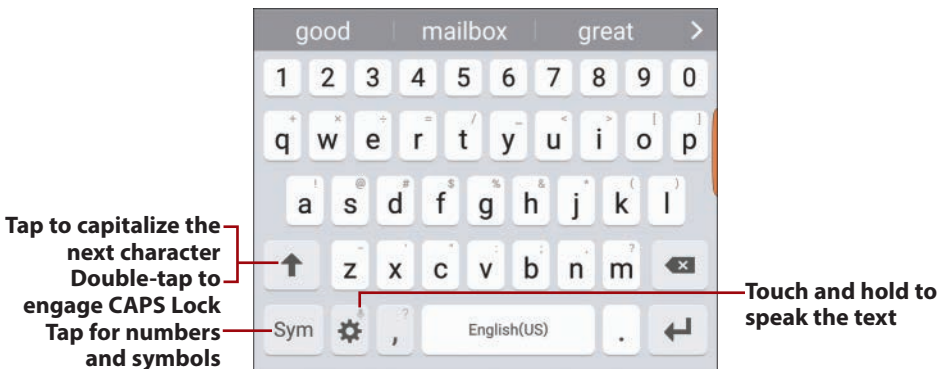 good mailbox great >
1 2 3 4 5 6 7 8 9 0
+ × ÷ = / _ < > [ ]
q w e r t y u i o p
! @ # $ % & * ( )
a s d f g h j k l
Tap to capitalize the
next character
Double-tap to
engage CAPS Lock
- ' " : ; , ?
z x c v b n m
Tap for numbers
and symbols
Sym , ? English(US) .
Touch and hold to
speak the text